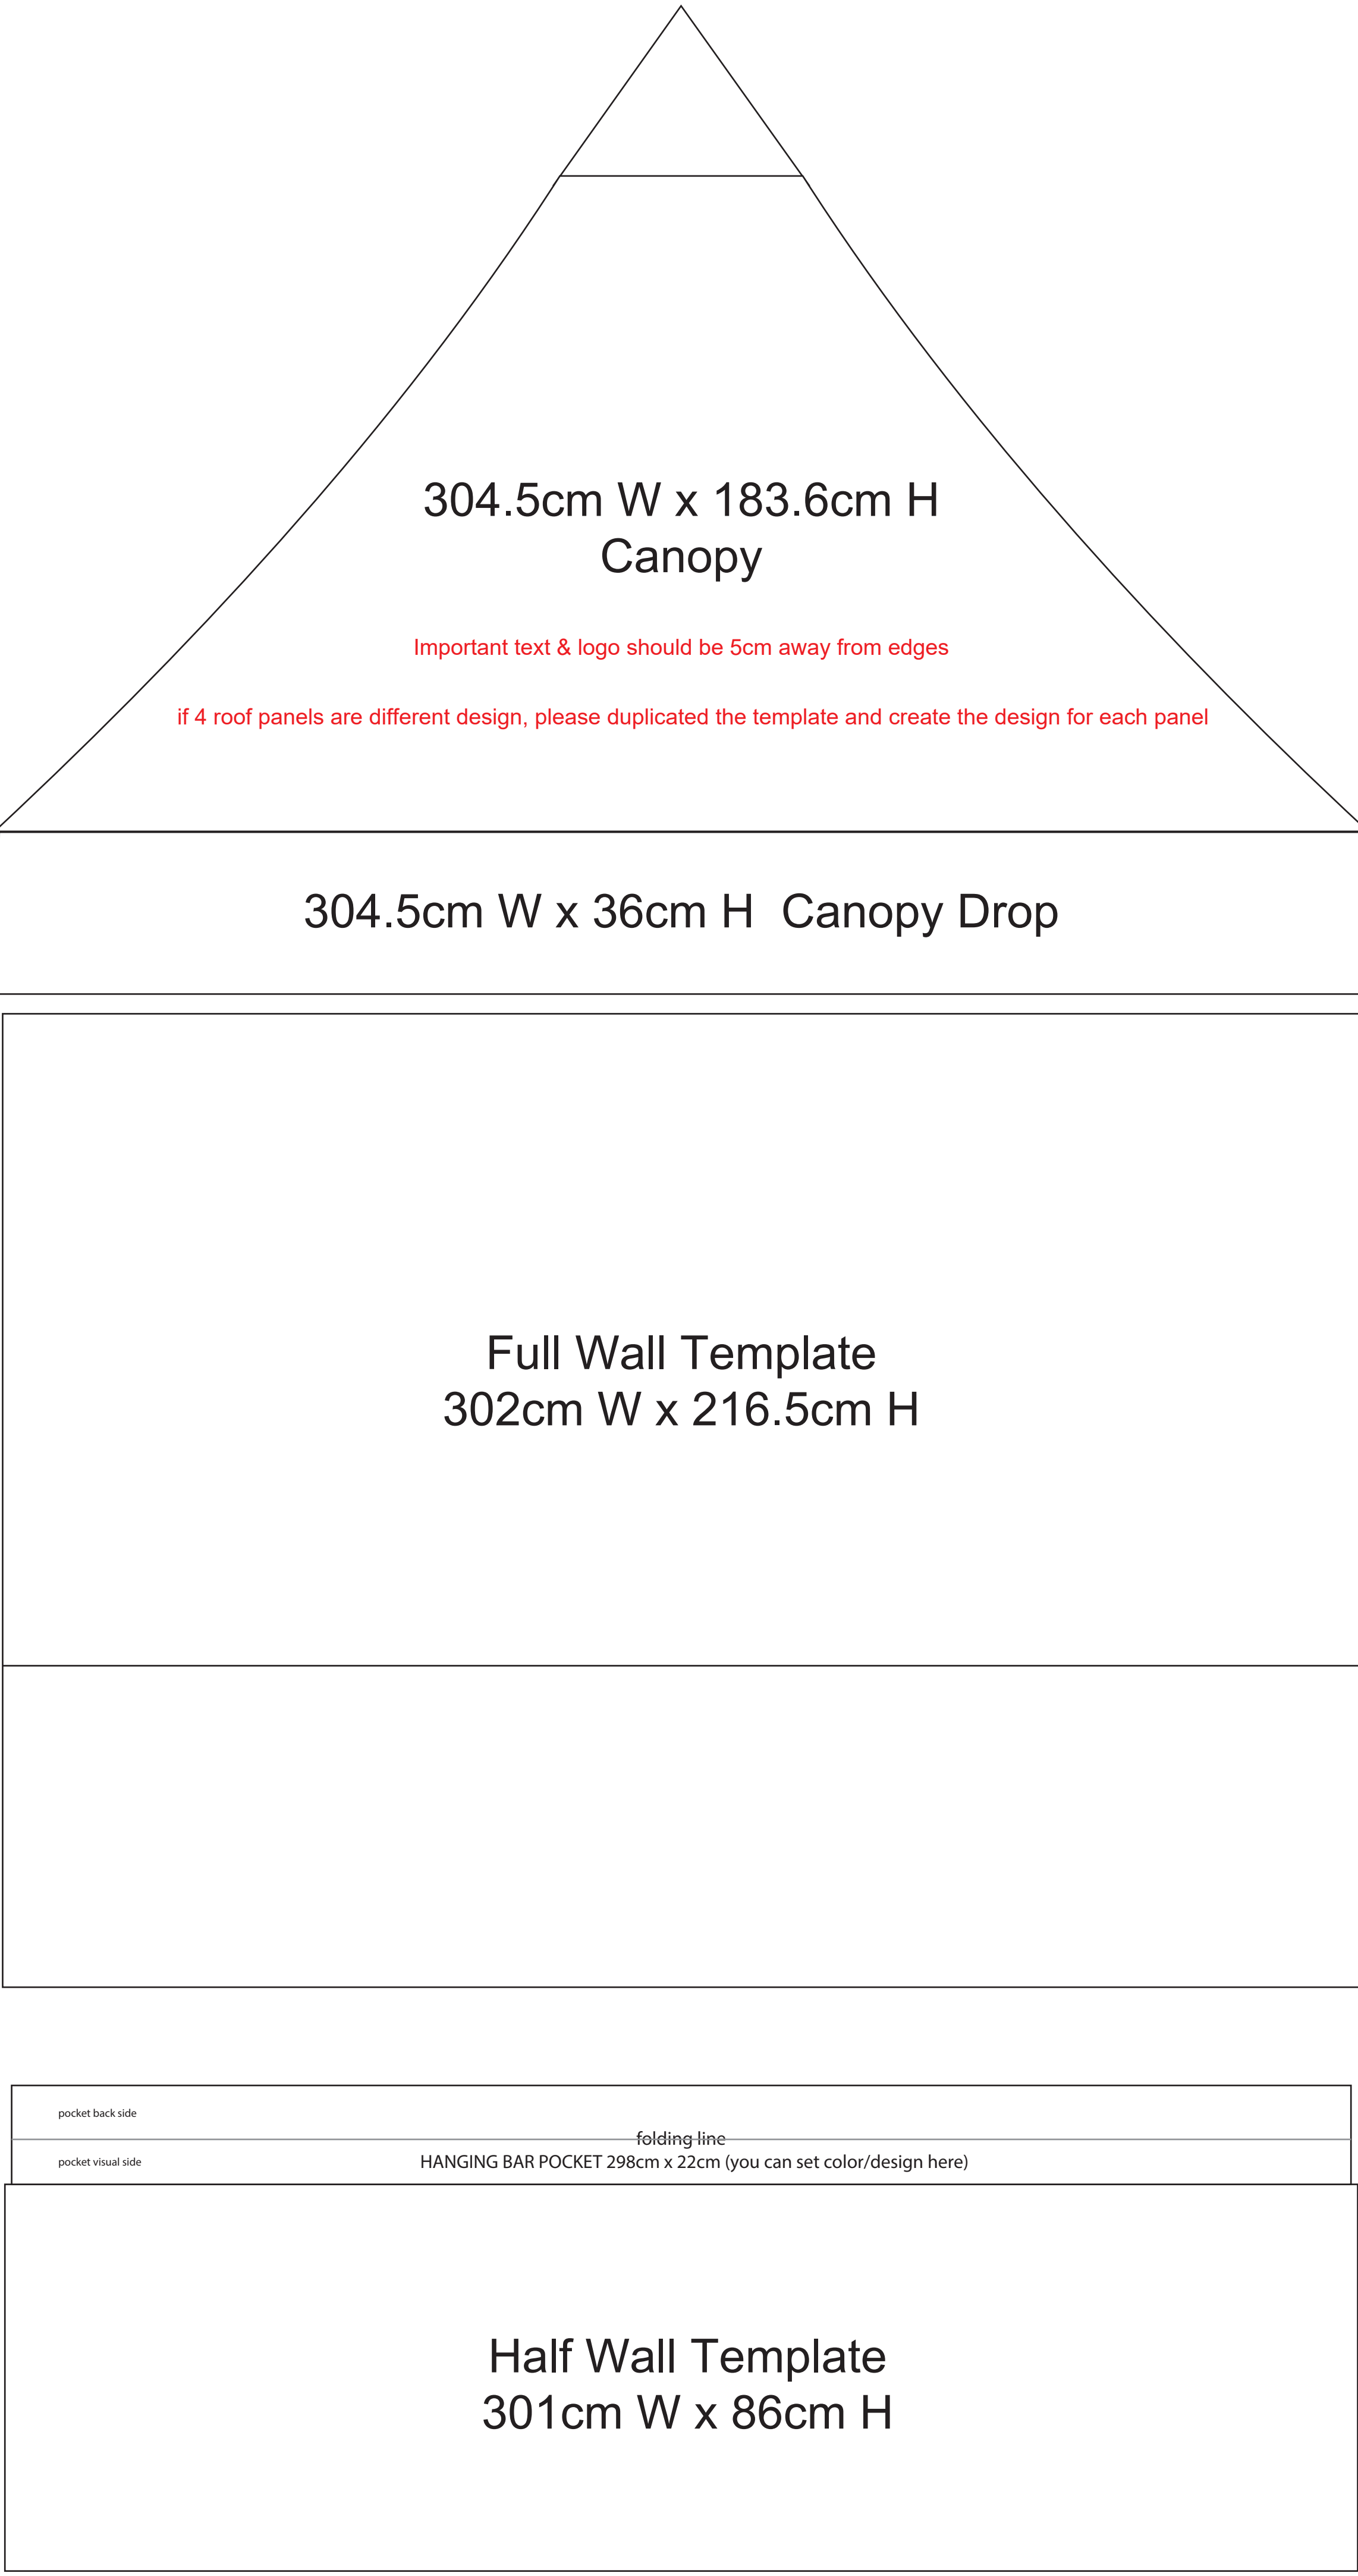 304.5cm W x 183.6cm H
Canopy
Important text & logo should be 5cm away from edges
if 4 roof panels are different design, please duplicated the template and create the design for each panel
304.5cm W x 36cm H  Canopy Drop
Full Wall Template
302cm W x 216.5cm H
pocket back side
folding line
pocket visual side
HANGING BAR POCKET 298cm x 22cm (you can set color/design here)
Half Wall Template
301cm W x 86cm H